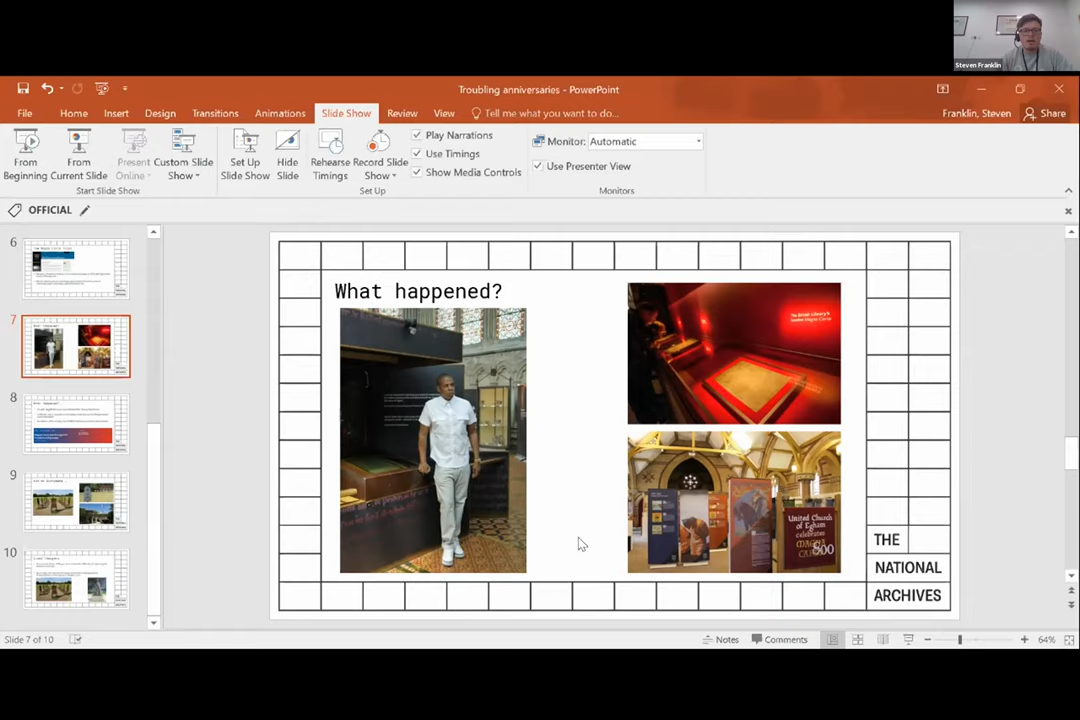 Steven Franklin
Troubling anniversaries - PowerPoint
File Home Insert Design Transitions Animations Slide Show Review View Tell me what you want to do... Franklin, Steven Share
From Beginning
From Current Slide
Present Online
Custom Slide Show
Start Slide Show
Set Up Slide Show
Hide Slide
Rehearse Timings
Record Slide Show
Play Narrations
Use Timings
Show Media Controls
Set Up
Monitor: Automatic
Use Presenter View
Monitors
OFFICIAL
6
7
8
9
10
What happened?
The British Library's
London Magna Carta
United Church
of Egham
celebrates
MAGNA
CARTA
800
THE
NATIONAL
ARCHIVES
Slide 7 of 10
Notes Comments 64%